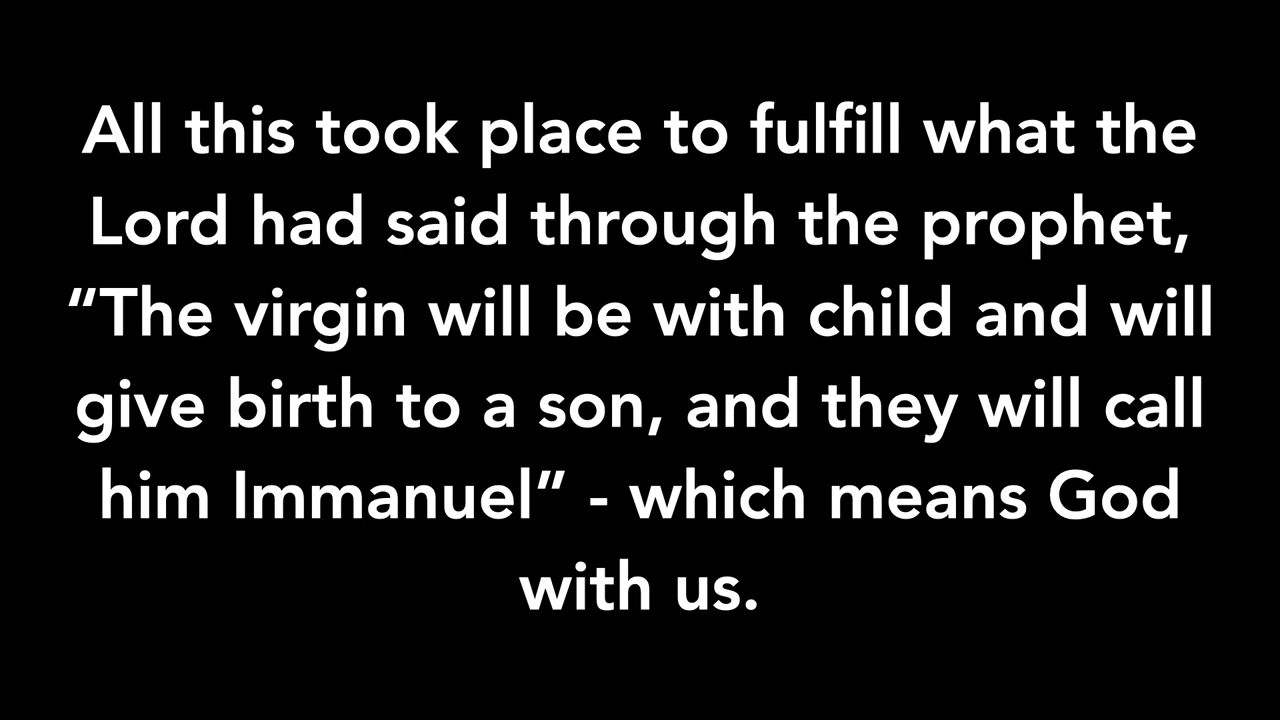 All this took place to fulfill what the
Lord had said through the prophet,
“The virgin will be with child and will
give birth to a son, and they will call
him Immanuel” - which means God
with us.